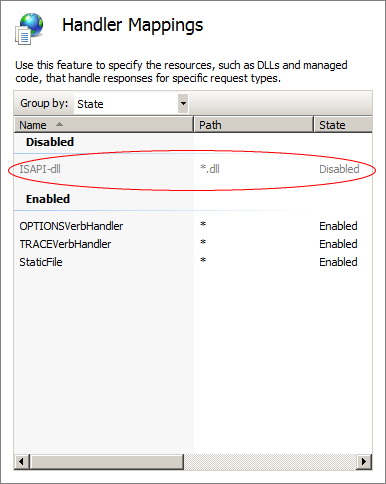 Handler Mappings
Use this feature to specify the resources, such as DLLs and managed
code, that handle responses for specific request types.
Group by: State
Name Path State
Disabled
ISAPI-dll *.dll Disabled
Enabled
OPTIONSVerbHandler * Enabled
TRACEVerbHandler * Enabled
StaticFile * Enabled